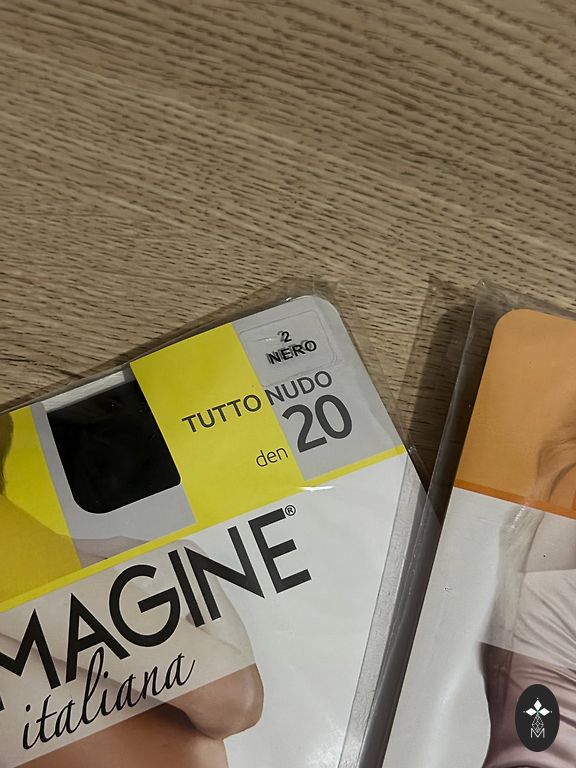 2
NERO
TUTTO NUDO
den 20
MAGINE®
italiana
M